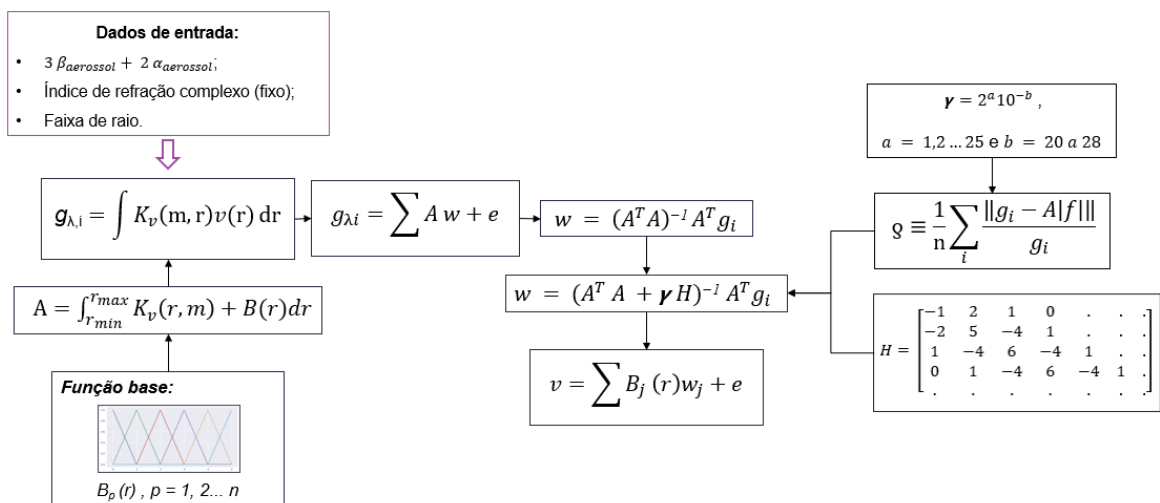 Dados de entrada:
• 3 β_aerossol + 2 α_aerossol;
• Índice de refração complexo (fixo);
• Faixa de raio.
g_λ,i = ∫ K_v(m,r)v(r) dr
g_λi = ∑ A w + e
w = (A^T A)^-1 A^T g_i
A = ∫_r_min^r_max K_v(r, m) + B(r)dr
w = (A^T A + γ H)^-1 A^T g_i
Função base:
B_p (r) , p = 1, 2... n
v = ∑ B_j (r)w_j + e
γ = 2^a 10^-b ,
a = 1,2 ... 25 e b = 20 a 28
ƍ ≡ 1/n ∑_i ‖g_i − A|f|‖ / g_i
H =
−1 2 1 0 . . .
−2 5 −4 1 . . .
1 −4 6 −4 1 . .
0 1 −4 6 −4 1 .
. . . . . . .